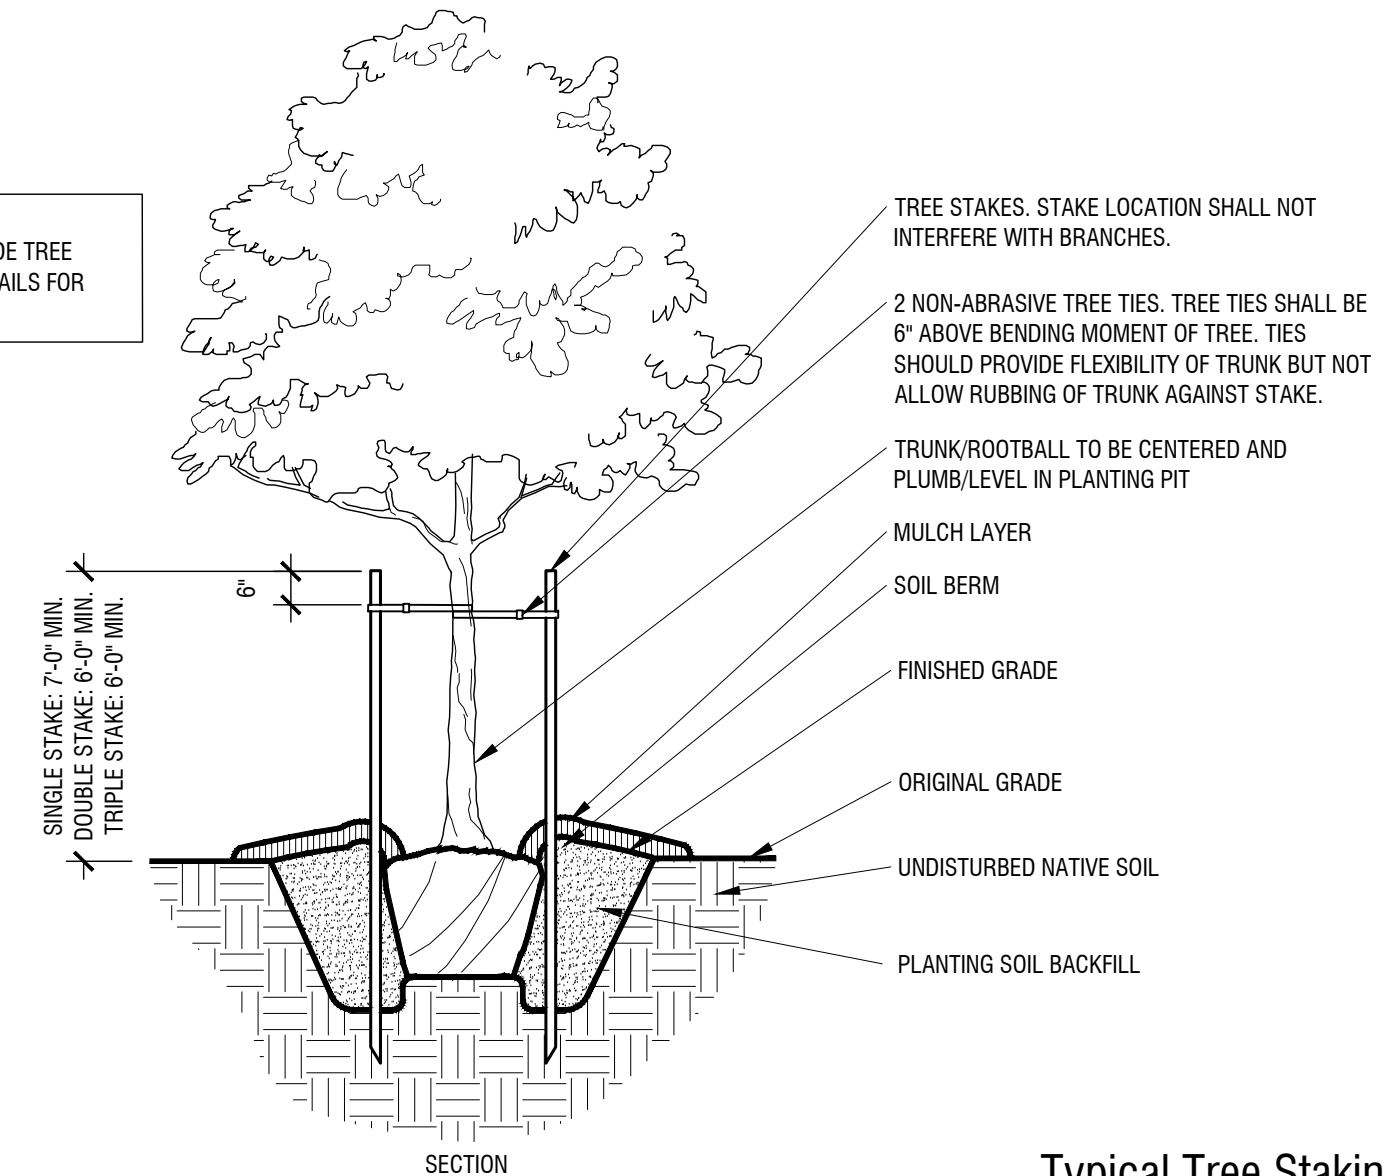 DE TREE
AILS FOR
TREE STAKES. STAKE LOCATION SHALL NOT
INTERFERE WITH BRANCHES.
2 NON-ABRASIVE TREE TIES. TREE TIES SHALL BE
6" ABOVE BENDING MOMENT OF TREE. TIES
SHOULD PROVIDE FLEXIBILITY OF TRUNK BUT NOT
ALLOW RUBBING OF TRUNK AGAINST STAKE.
TRUNK/ROOTBALL TO BE CENTERED AND
PLUMB/LEVEL IN PLANTING PIT
MULCH LAYER
SOIL BERM
FINISHED GRADE
ORIGINAL GRADE
UNDISTURBED NATIVE SOIL
PLANTING SOIL BACKFILL
6"
SINGLE STAKE: 7'-0" MIN.
DOUBLE STAKE: 6'-0" MIN.
TRIPLE STAKE: 6'-0" MIN.
SECTION
Typical Tree Stakin